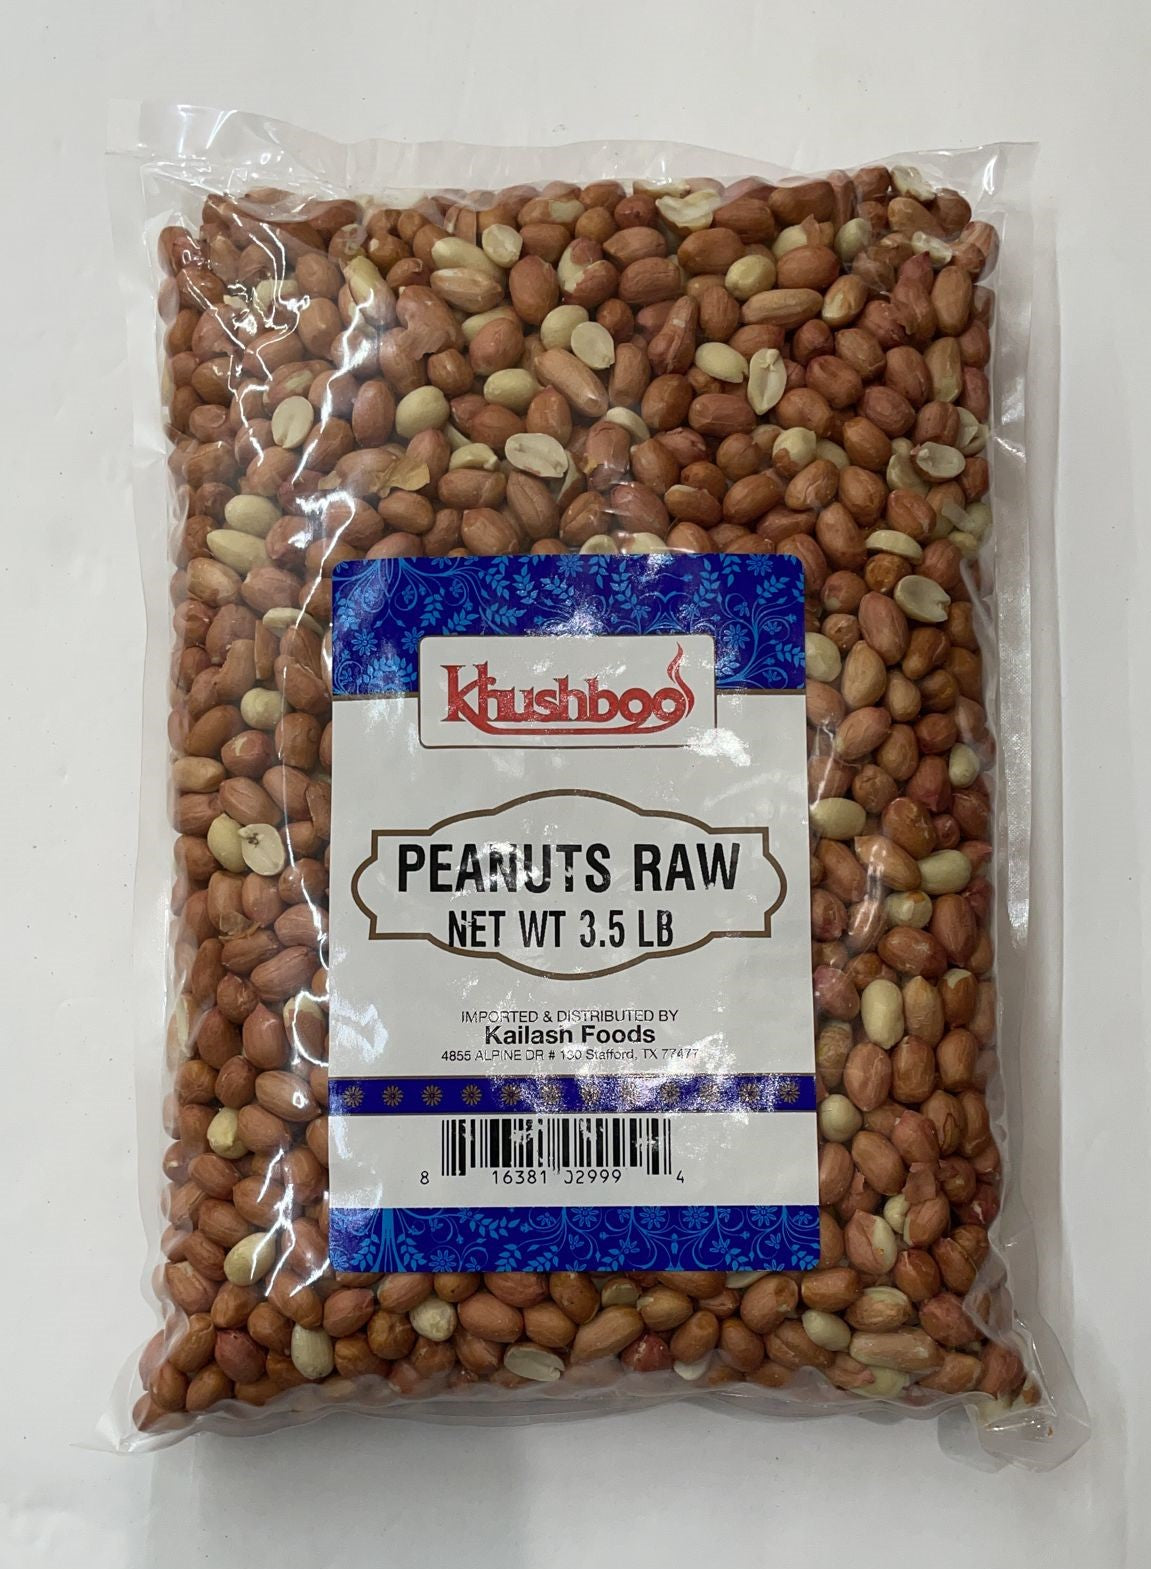 Khushboo
PEANUTS RAW
NET WT 3.5 LB
IMPORTED & DISTRIBUTED BY
Kailash Foods
4855 ALPINE DR # 130 Stafford, TX 77477
8 16381 02999 4